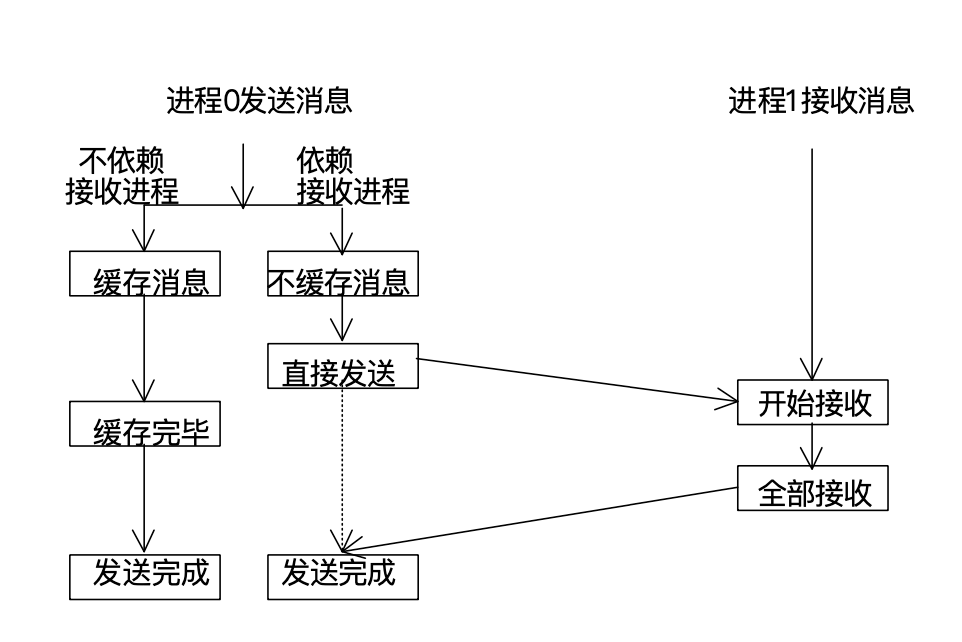 进程0发送消息
进程1接收消息
不依赖
接收进程
依赖
接收进程
缓存消息
不缓存消息
直接发送
开始接收
缓存完毕
全部接收
发送完成
发送完成